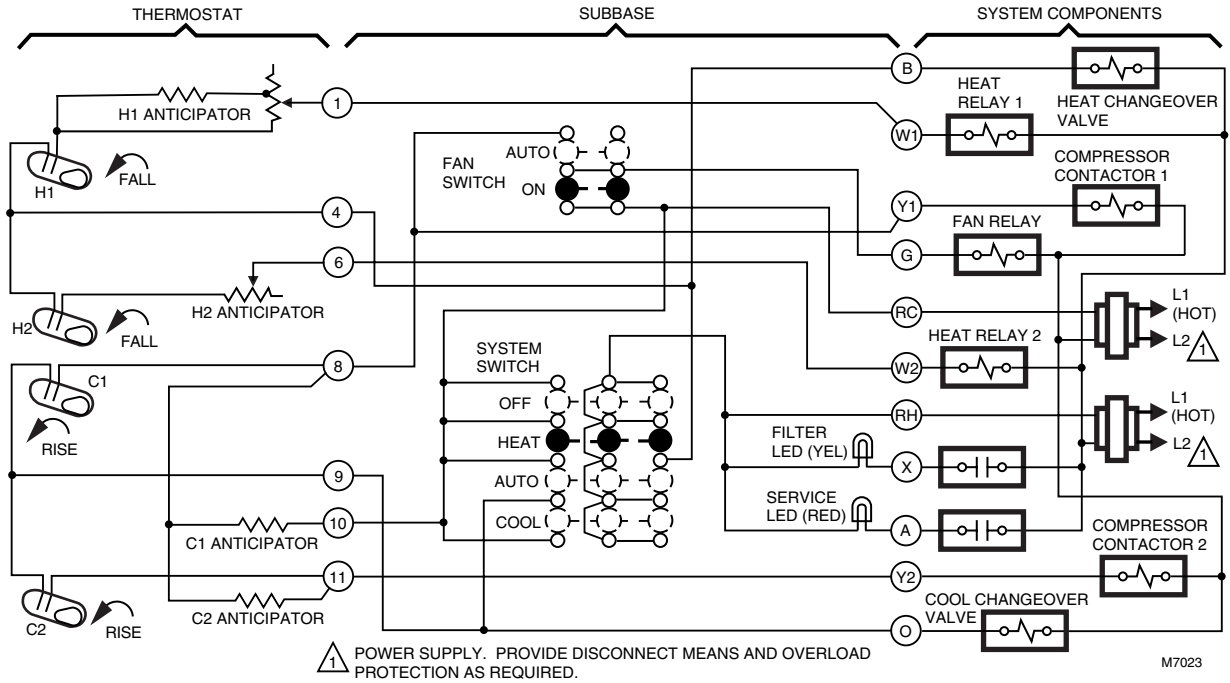 THERMOSTAT
SUBBASE
SYSTEM COMPONENTS
B
HEAT CHANGEOVER
VALVE
HEAT
RELAY 1
1
H1 ANTICIPATOR
W1
H1
FALL
FAN
SWITCH
AUTO
ON
COMPRESSOR
CONTACTOR 1
4
Y1
FAN RELAY
G
6
H2 ANTICIPATOR
H2
FALL
RC
L1
(HOT)
L2
1
SYSTEM
SWITCH
HEAT RELAY 2
8
W2
C1
OFF
RISE
RH
L1
(HOT)
L2
1
HEAT
FILTER
LED (YEL)
X
9
AUTO
SERVICE
LED (RED)
10
COOL
A
C1 ANTICIPATOR
COMPRESSOR
CONTACTOR 2
11
Y2
C2 ANTICIPATOR
C2
RISE
COOL CHANGEOVER
VALVE
O
1
POWER SUPPLY. PROVIDE DISCONNECT MEANS AND OVERLOAD
PROTECTION AS REQUIRED.
M7023